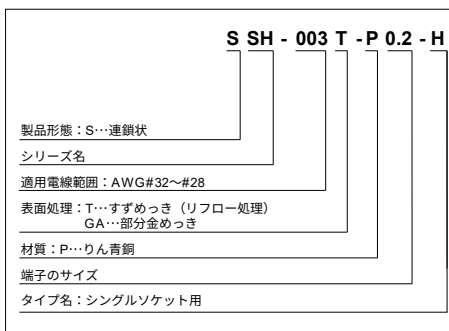 S SH - 003 T - P 0.2 - H
製品形態：S…連鎖状
シリーズ名
適用電線範囲：AWG#32～#28
表面処理：T…すずめっき（リフロー処理）
GA…部分金めっき
材質：P…りん青銅
端子のサイズ
タイプ名：シングルソケット用